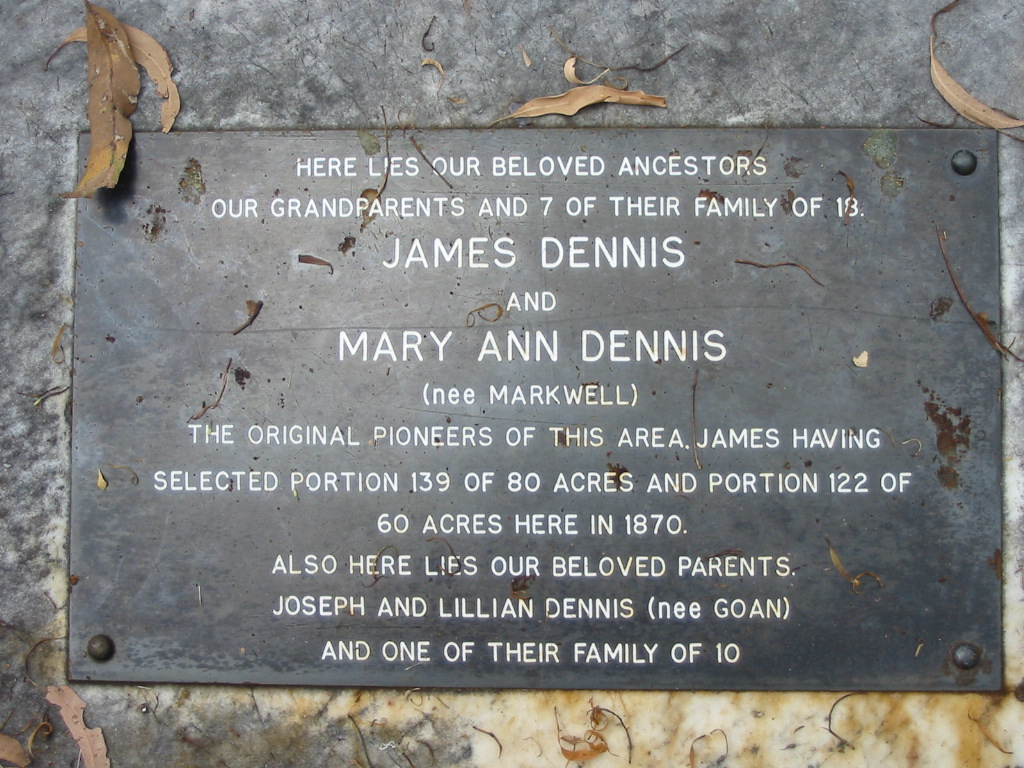 HERE LIES OUR BELOVED ANCESTORS
OUR GRANDPARENTS AND 7 OF THEIR FAMILY OF 18.
JAMES DENNIS
AND
MARY ANN DENNIS
(nee MARKWELL)
THE ORIGINAL PIONEERS OF THIS AREA. JAMES HAVING
SELECTED PORTION 139 OF 80 ACRES AND PORTION 122 OF
60 ACRES HERE IN 1870.
ALSO HERE LIES OUR BELOVED PARENTS.
JOSEPH AND LILLIAN DENNIS (nee GOAN)
AND ONE OF THEIR FAMILY OF 10